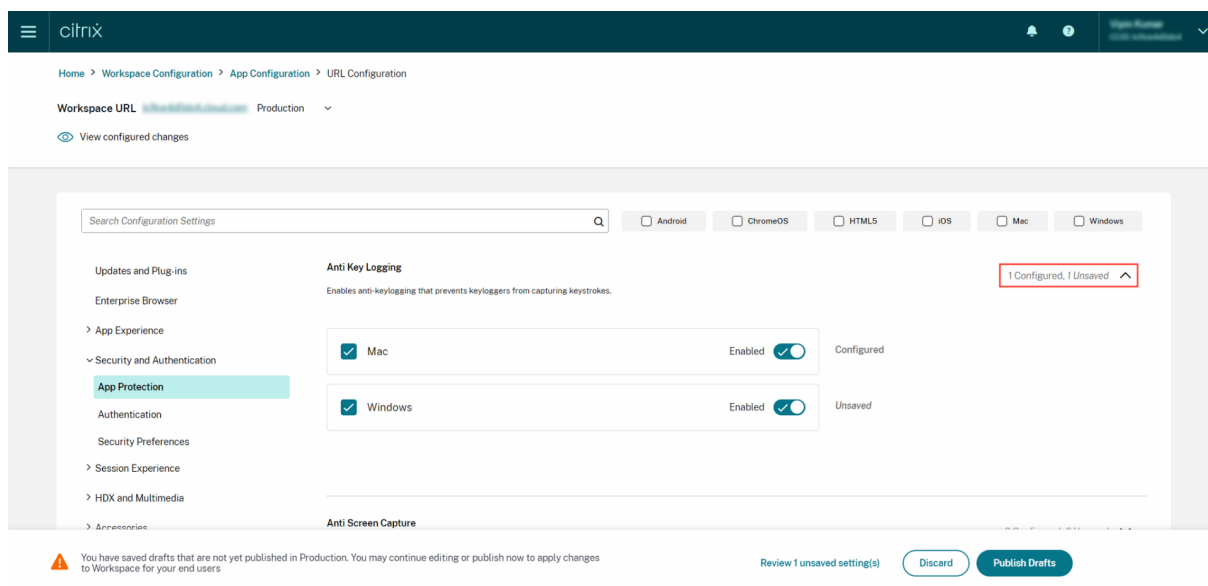 citrix
Home > Workspace Configuration > App Configuration > URL Configuration
Workspace URL Production
View configured changes
Search Configuration Settings
Android
ChromeOS
HTML5
iOS
Mac
Windows
Updates and Plug-ins
Enterprise Browser
App Experience
Security and Authentication
App Protection
Authentication
Security Preferences
Session Experience
HDX and Multimedia
Accessories
Anti Key Logging
1 Configured, 1 Unsaved
Enables anti-keylogging that prevents keyloggers from capturing keystrokes.
Mac Enabled Configured
Windows Enabled Unsaved
Anti Screen Capture
You have saved drafts that are not yet published in Production. You may continue editing or publish now to apply changes
to Workspace for your end users
Review 1 unsaved setting(s)
Discard
Publish Drafts